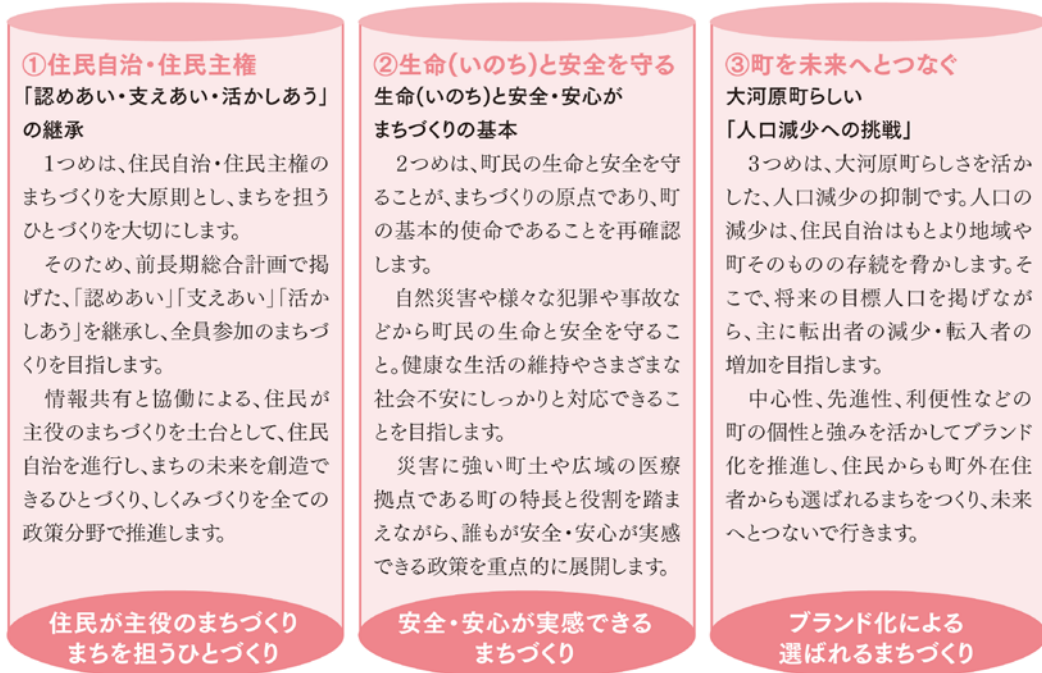 ①住民自治・住民主権
「認めあい・支えあい・活かしあう」
の継承
1つめは、住民自治・住民主権の
まちづくりを大原則とし、まちを担う
ひとづくりを大切にします。
そのため、前長期総合計画で掲
げた、「認めあい」「支えあい」「活か
しあう」を継承し、全員参加のまちづ
くりを目指します。
情報共有と協働による、住民が
主役のまちづくりを土台として、住民
自治を進行し、まちの未来を創造で
きるひとづくり、しくみづくりを全ての
政策分野で推進します。
住民が主役のまちづくり
まちを担うひとづくり
②生命(いのち)と安全を守る
生命(いのち)と安全・安心が
まちづくりの基本
2つめは、町民の生命と安全を守
ることが、まちづくりの原点であり、町
の基本的使命であることを再確認
します。
自然災害や様々な犯罪や事故な
どから町民の生命と安全を守るこ
と。健康な生活の維持やさまざまな
社会不安にしっかりと対応できるこ
とを目指します。
災害に強い町土や広域の医療
拠点である町の特長と役割を踏ま
えながら、誰もが安全・安心が実感
できる政策を重点的に展開します。
安全・安心が実感できる
まちづくり
③町を未来へとつなぐ
大河原町らしい
「人口減少への挑戦」
3つめは、大河原町らしさを活か
した、人口減少の抑制です。人口の
減少は、住民自治はもとより地域や
町そのものの存続を脅かします。そ
こで、将来の目標人口を掲げなが
ら、主に転出者の減少・転入者の
増加を目指します。
中心性、先進性、利便性などの
町の個性と強みを活かしてブランド
化を推進し、住民からも町外在住
者からも選ばれるまちをつくり、未来
へとつないで行きます。
ブランド化による
選ばれるまちづくり